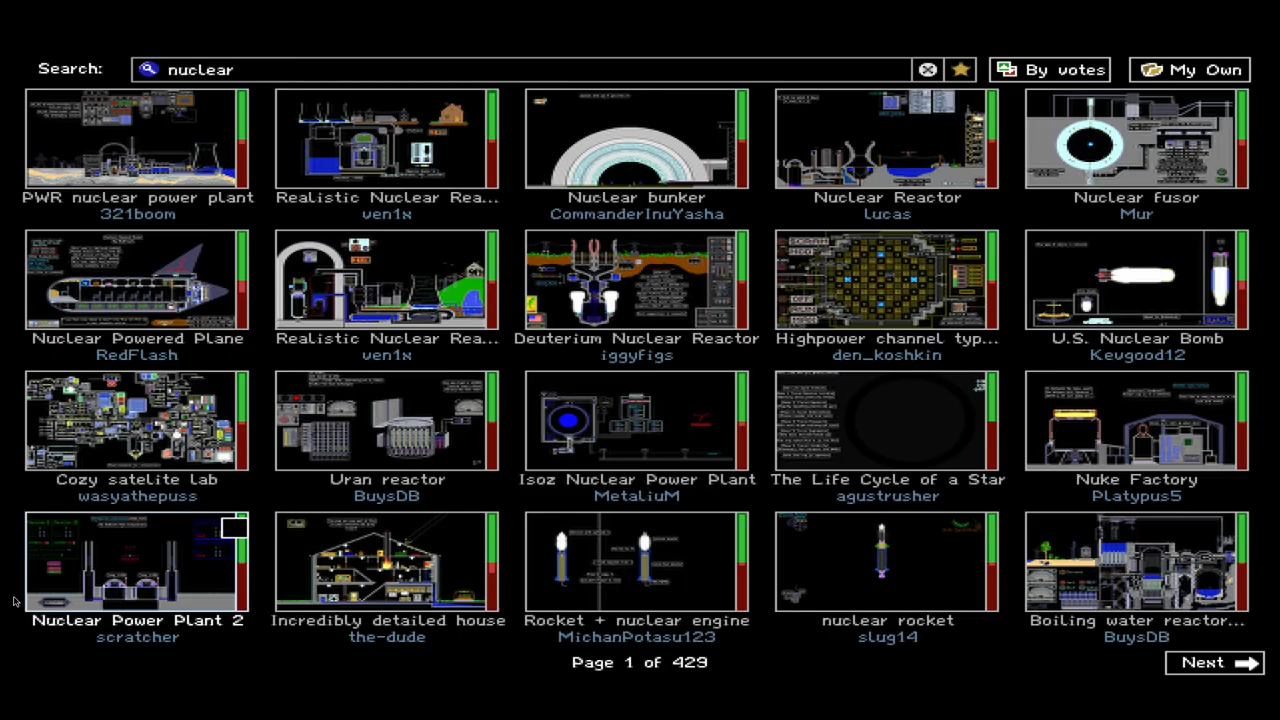 Search: nuclear By votes My Own
PWR nuclear power plant Realistic Nuclear Rea... Nuclear bunker Nuclear Reactor Nuclear fusor
321boom ven1x CommanderInuYasha Lucas Mur
Nuclear Powered Plane Realistic Nuclear Rea... Deuterium Nuclear Reactor Highpower channel typ... U.S. Nuclear Bomb
RedFlash ven1x iggyfigs den_koshkin Kevgood12
Cozy satelite lab Uran reactor Isoz Nuclear Power Plant The Life Cycle of a Star Nuke Factory
wasyathepuss BuysDB MetaliuM agustrusher Platypus5
Nuclear Power Plant 2 Incredibly detailed house Rocket + nuclear engine nuclear rocket Boiling water reactor...
scratcher the-dude MichanPotasu123 slug14 BuysDB
Page 1 of 429
Next